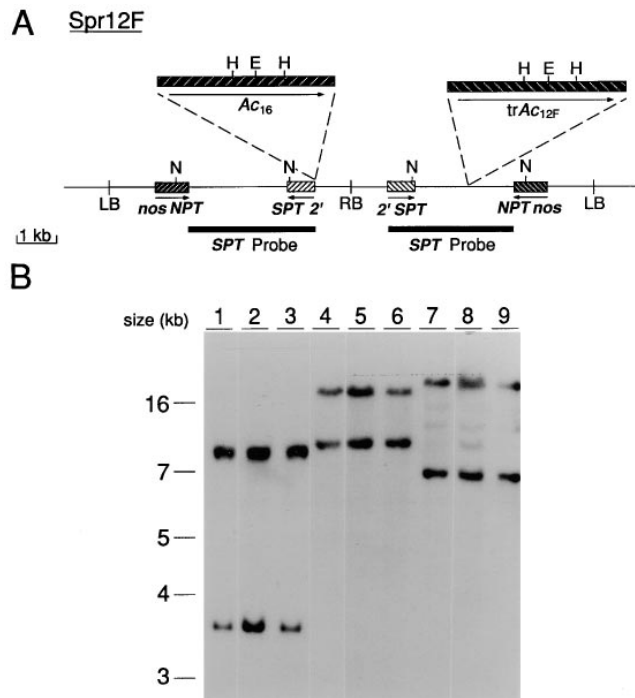 A Spr12F
H E H
H E H
Ac16
trAc12F
N N N N
LB RB LB
nos NPT SPT 2' 2' SPT NPT nos
1 kb
SPT Probe SPT Probe
B
size (kb) 1 2 3 4 5 6 7 8 9
16
7
5
4
3